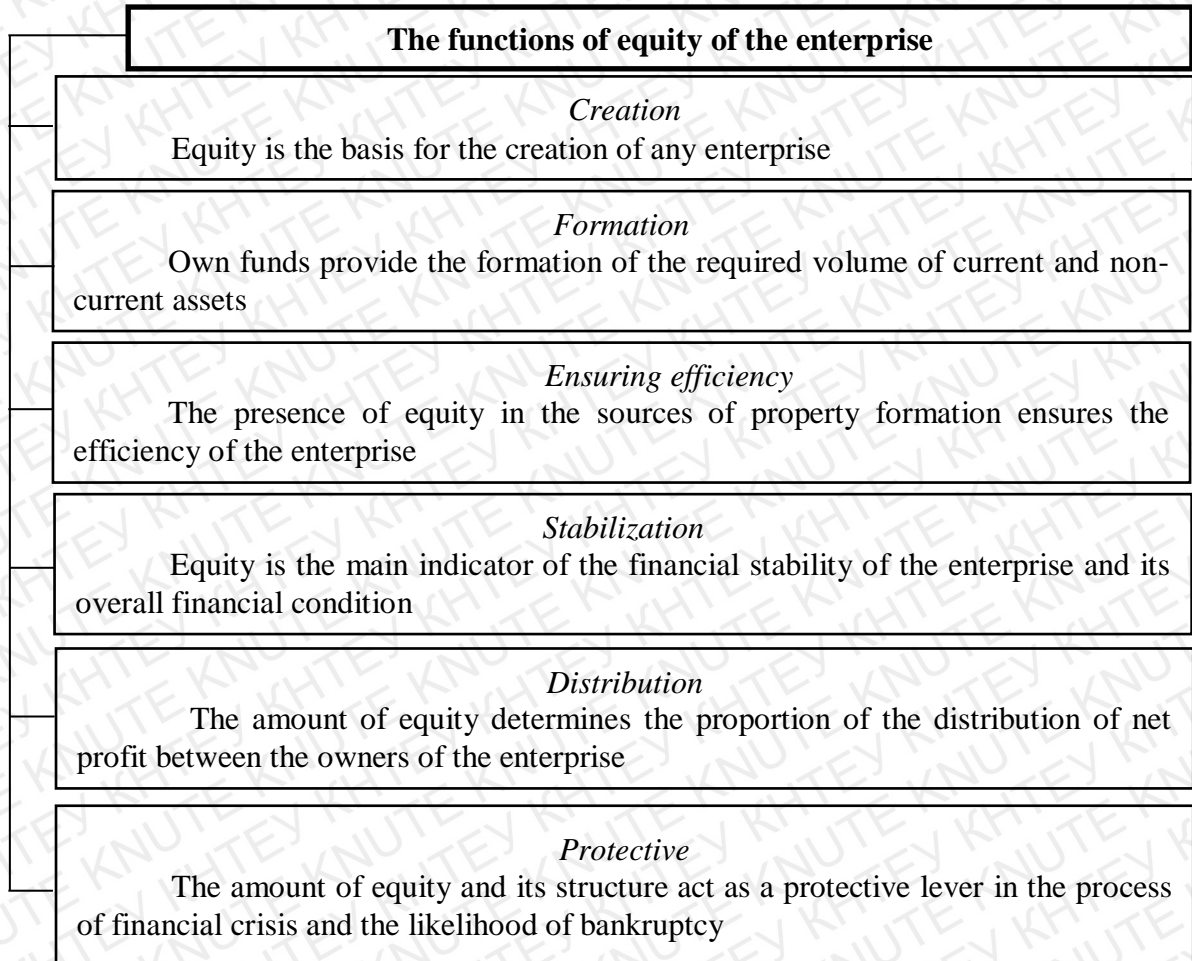 The functions of equity of the enterprise
Creation
Equity is the basis for the creation of any enterprise
Formation
Own funds provide the formation of the required volume of current and non-
current assets
Ensuring efficiency
The presence of equity in the sources of property formation ensures the
efficiency of the enterprise
Stabilization
Equity is the main indicator of the financial stability of the enterprise and its
overall financial condition
Distribution
The amount of equity determines the proportion of the distribution of net
profit between the owners of the enterprise
Protective
The amount of equity and its structure act as a protective lever in the process
of financial crisis and the likelihood of bankruptcy